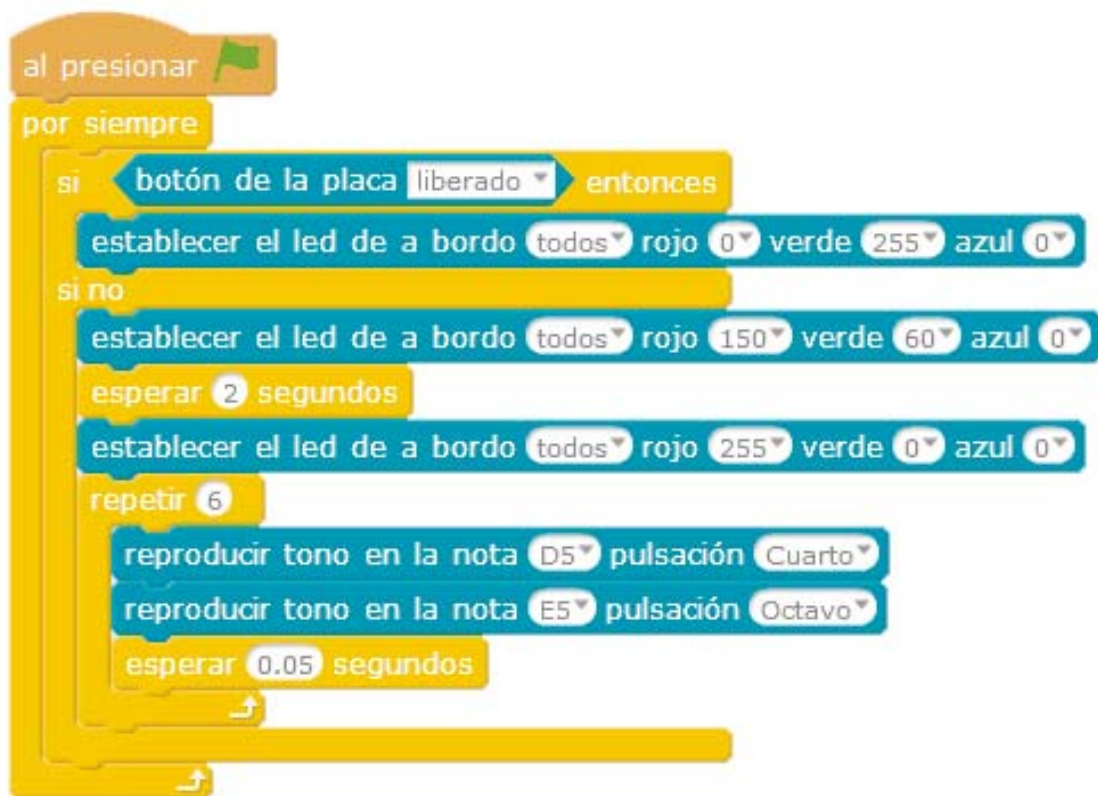 al presionar
por siempre
si botón de la placa liberado entonces
establecer el led de a bordo todos rojo 0 verde 255 azul 0
si no
establecer el led de a bordo todos rojo 150 verde 60 azul 0
esperar 2 segundos
establecer el led de a bordo todos rojo 255 verde 0 azul 0
repetir 6
reproducir tono en la nota D5 pulsación Cuarto
reproducir tono en la nota E5 pulsación Octavo
esperar 0.05 segundos